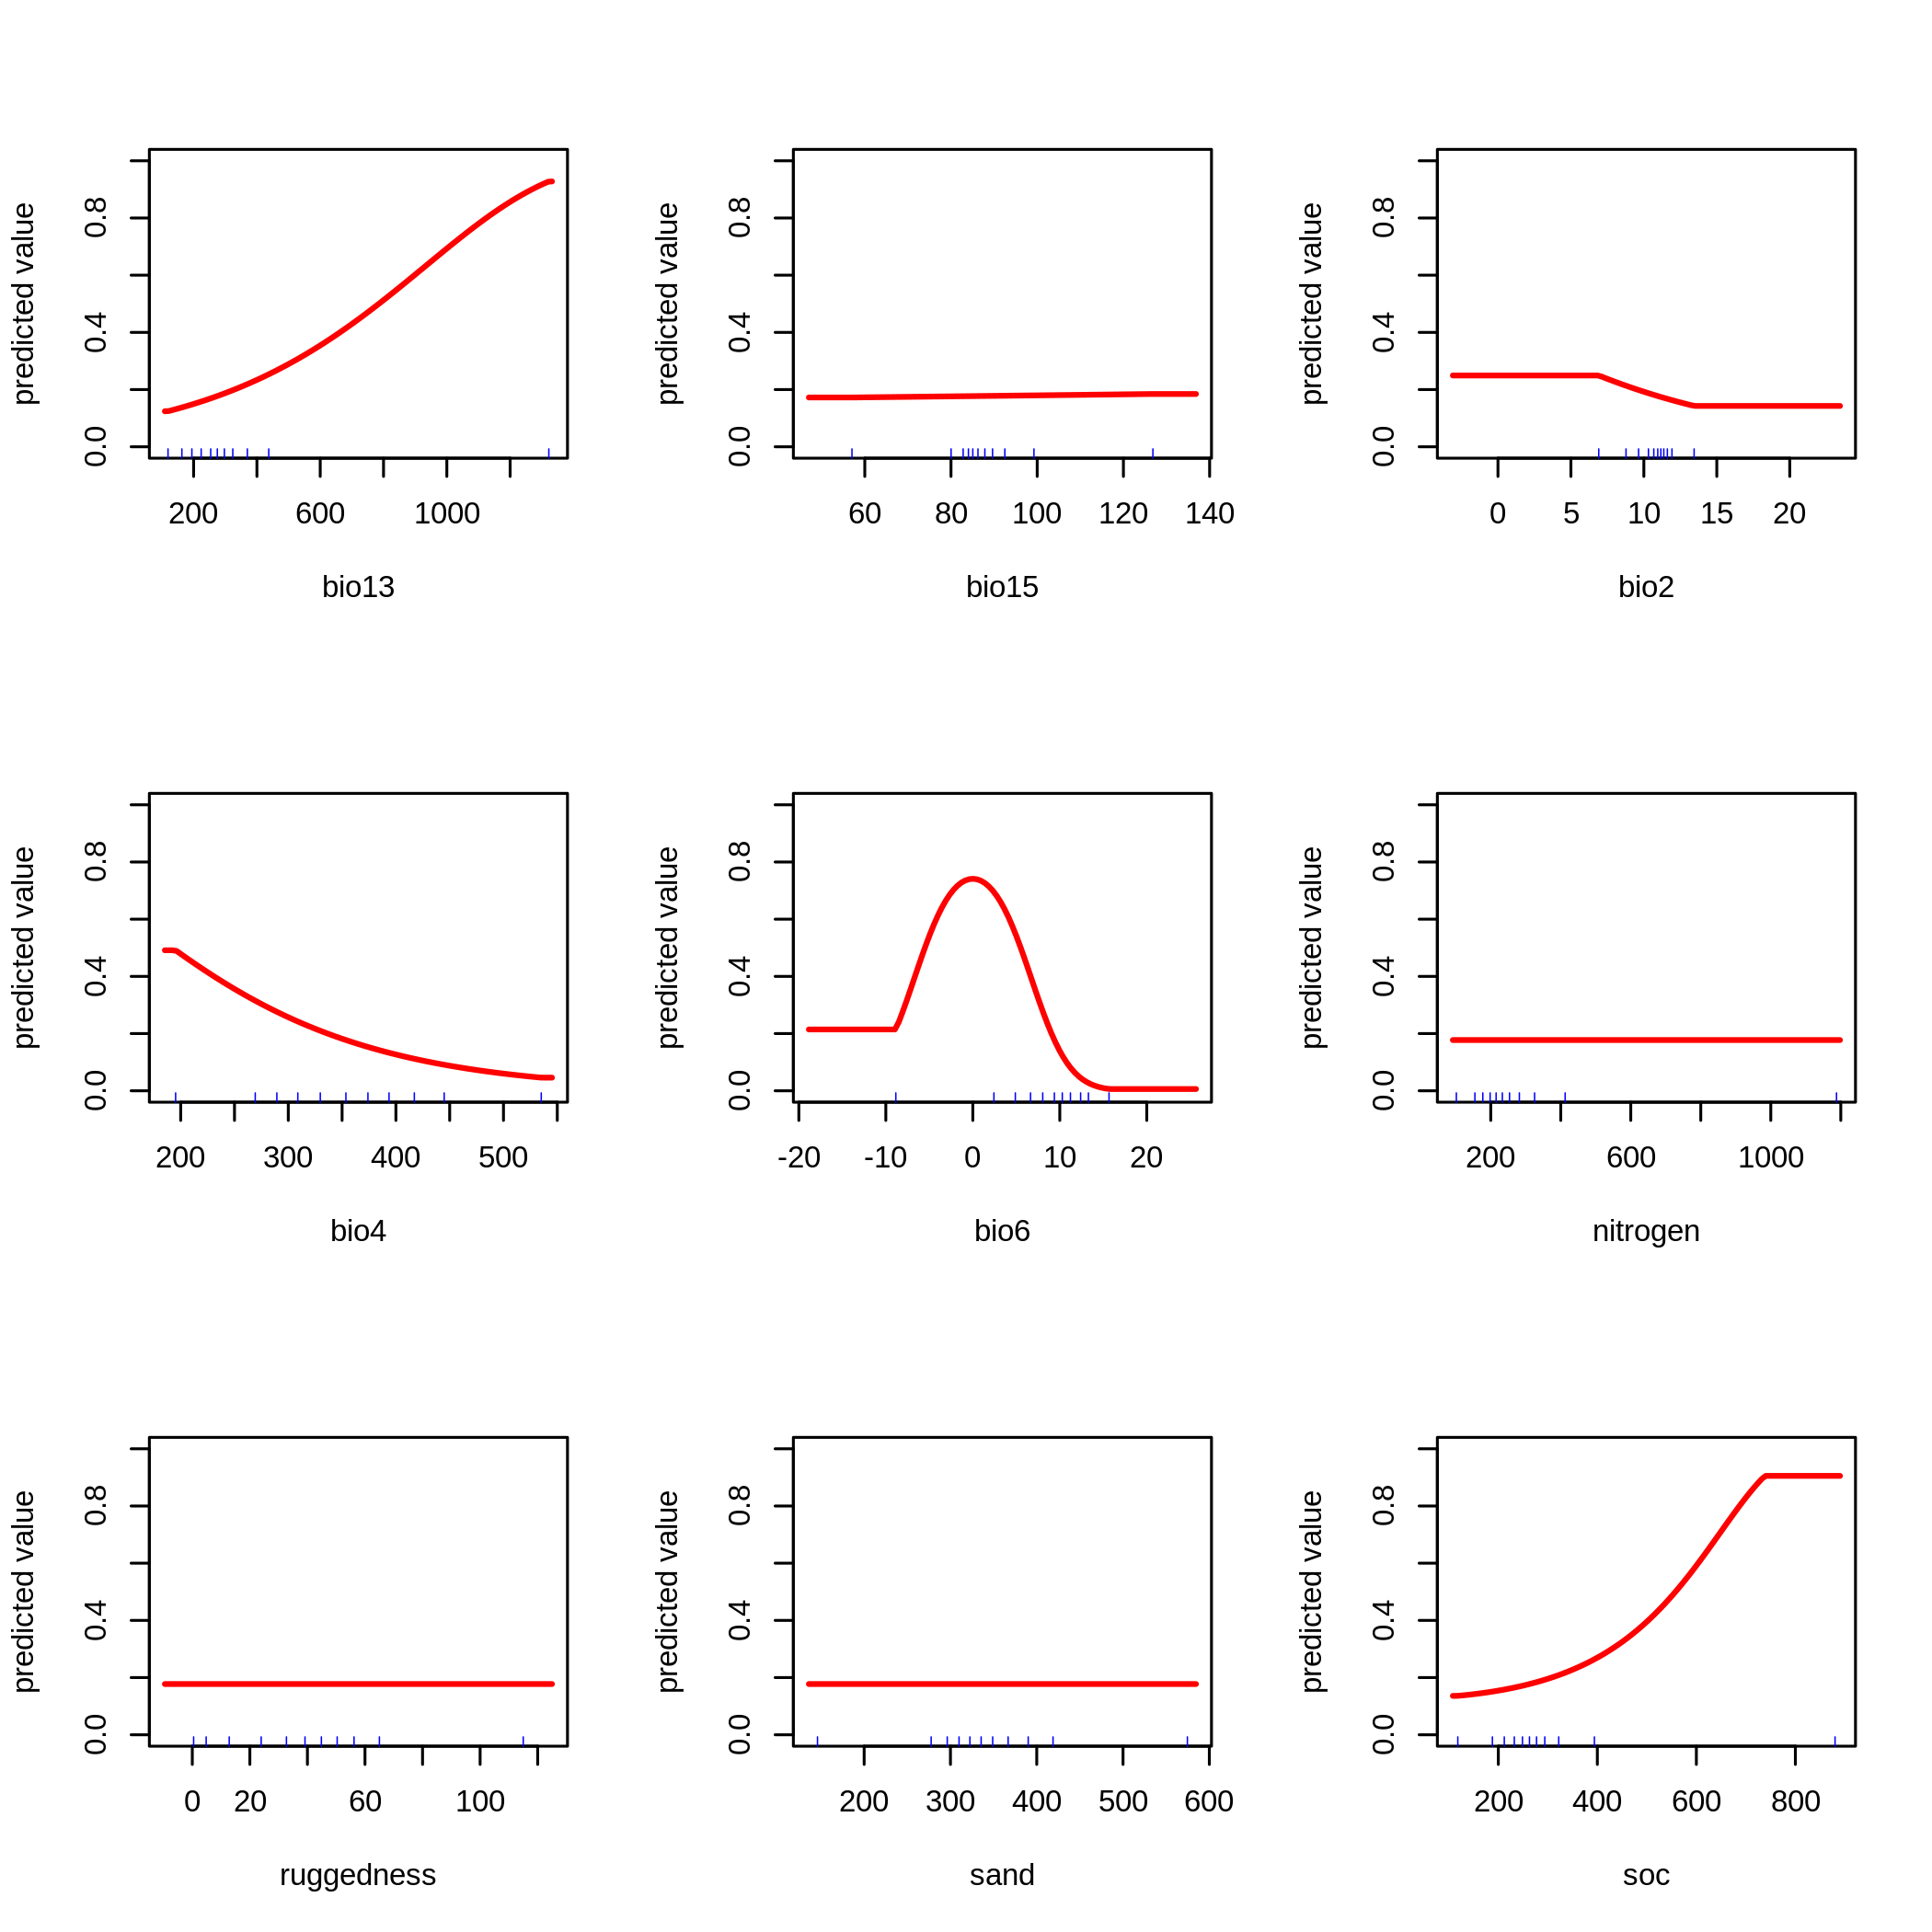 predicted value
0.0 0.4 0.8
200 600 1000
bio13
predicted value
0.0 0.4 0.8
60 80 100 120 140
bio15
predicted value
0.0 0.4 0.8
0 5 10 15 20
bio2
predicted value
0.0 0.4 0.8
200 300 400 500
bio4
predicted value
0.0 0.4 0.8
-20 -10 0 10 20
bio6
predicted value
0.0 0.4 0.8
200 600 1000
nitrogen
predicted value
0.0 0.4 0.8
0 20 60 100
ruggedness
predicted value
0.0 0.4 0.8
200 300 400 500 600
sand
predicted value
0.0 0.4 0.8
200 400 600 800
soc